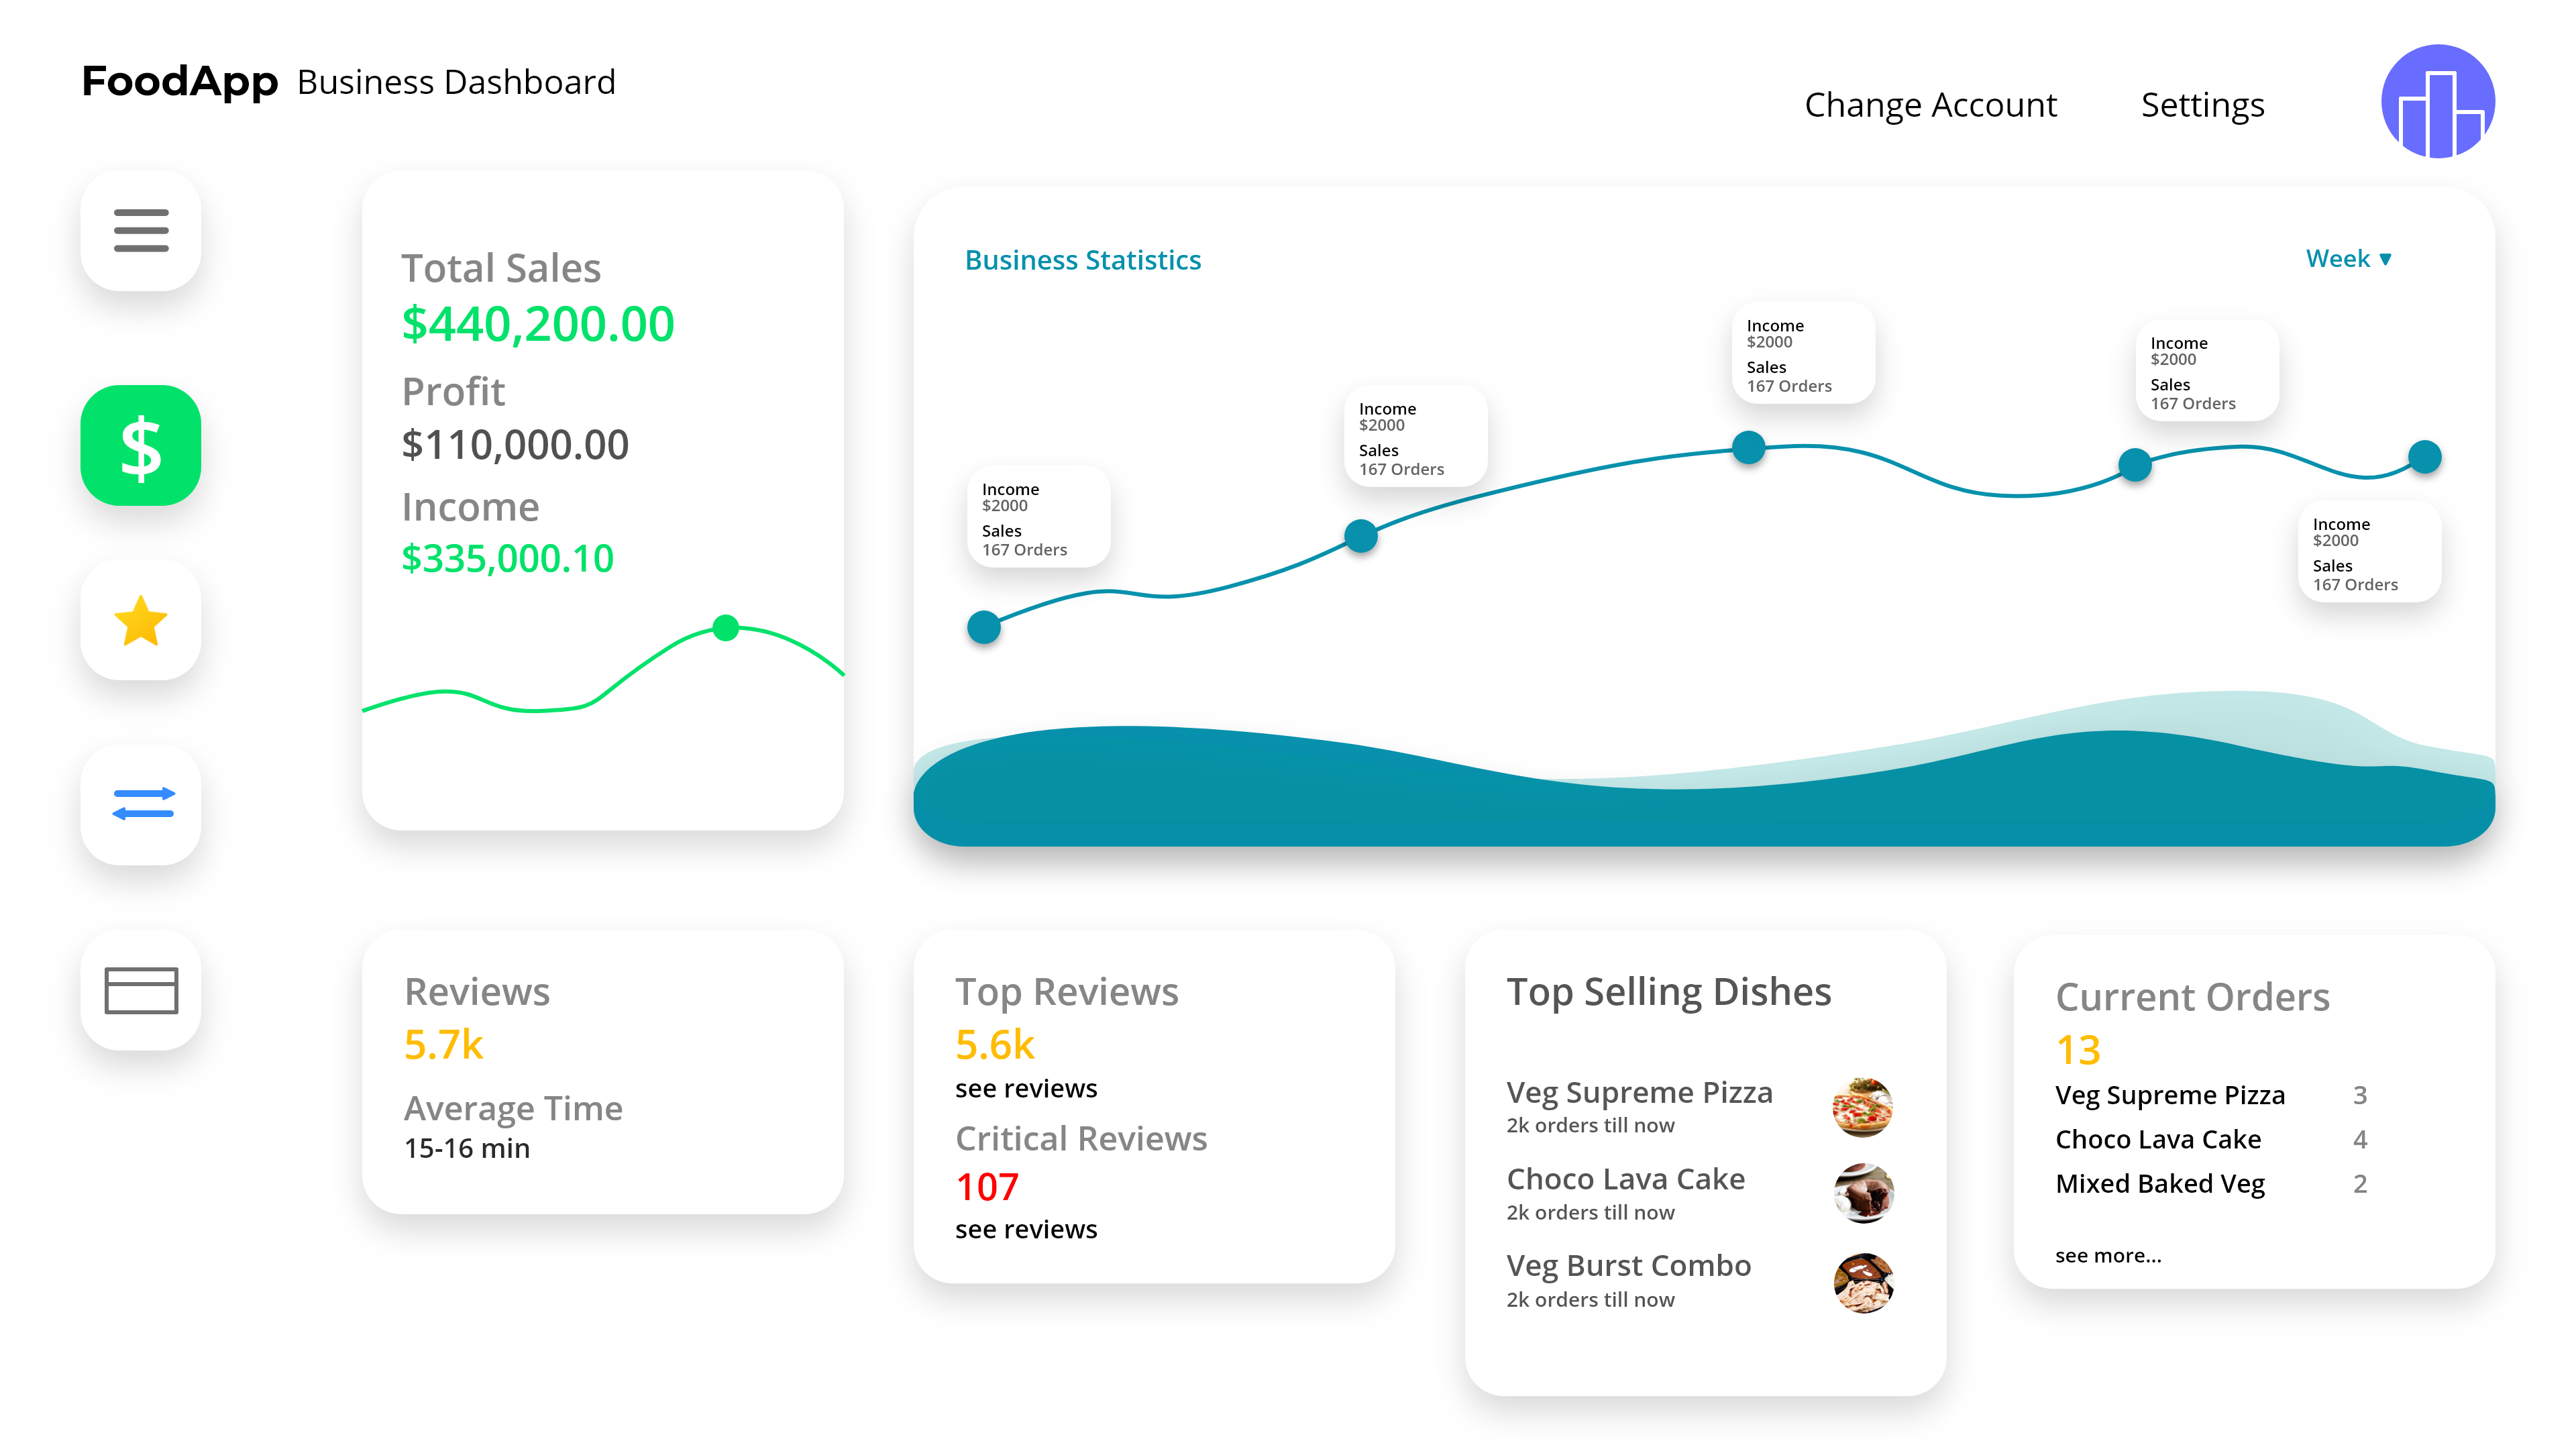 FoodApp Business Dashboard
Change Account
Settings
Total Sales
$440,200.00
Profit
$110,000.00
Income
$335,000.10
$
Business Statistics
Week ▼
Income
$2000
Sales
167 Orders
Income
$2000
Sales
167 Orders
Income
$2000
Sales
167 Orders
Income
$2000
Sales
167 Orders
Income
$2000
Sales
167 Orders
Reviews
5.7k
Average Time
15-16 min
Top Reviews
5.6k
see reviews
Critical Reviews
107
see reviews
Top Selling Dishes
Veg Supreme Pizza
2k orders till now
Choco Lava Cake
2k orders till now
Veg Burst Combo
2k orders till now
Current Orders
13
Veg Supreme Pizza 3
Choco Lava Cake 4
Mixed Baked Veg 2
see more...